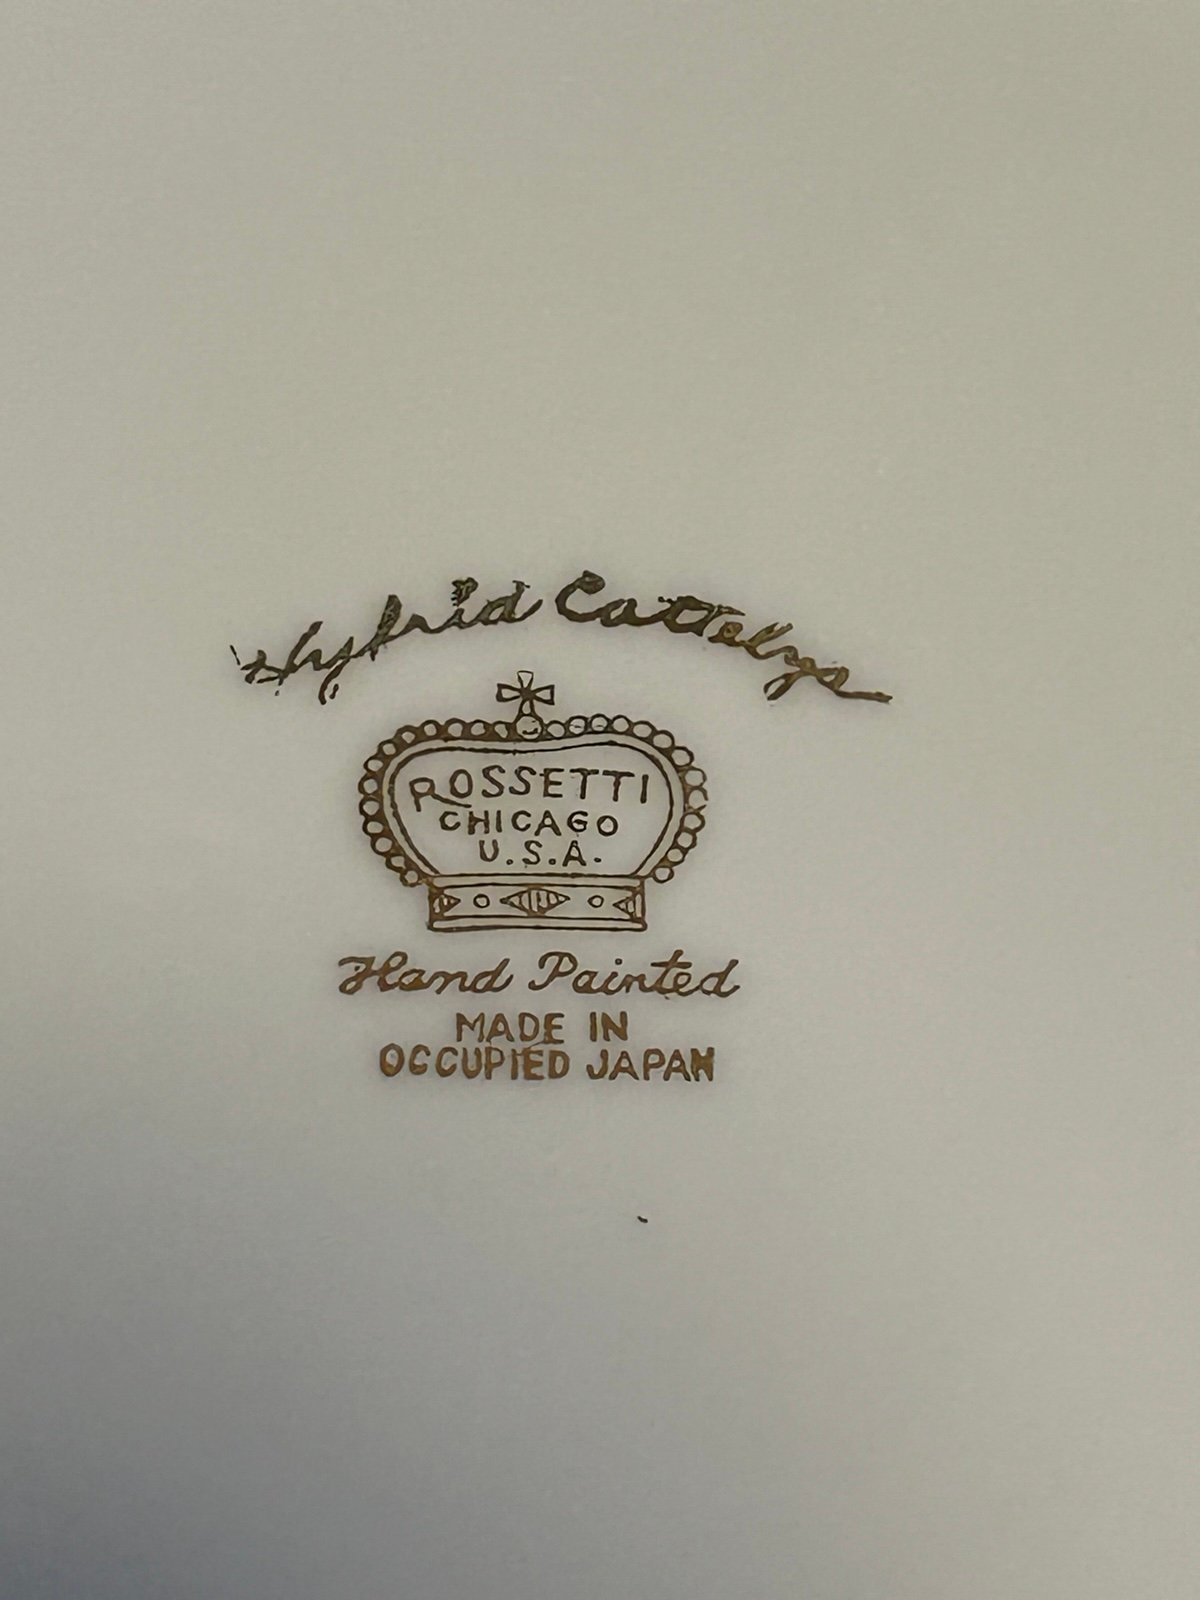 Hybrid Cattelya
ROSSETTI
CHICAGO
U.S.A.
Hand Painted
MADE IN
OCCUPIED JAPAN